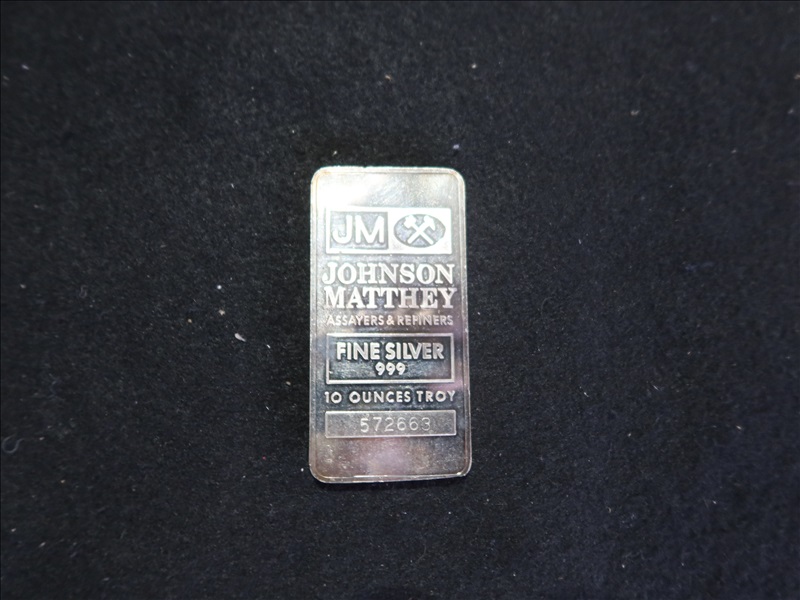 JM
JOHNSON
MATTHEY
ASSAYERS & REFINERS
FINE SILVER
999
10 OUNCES TROY
572663